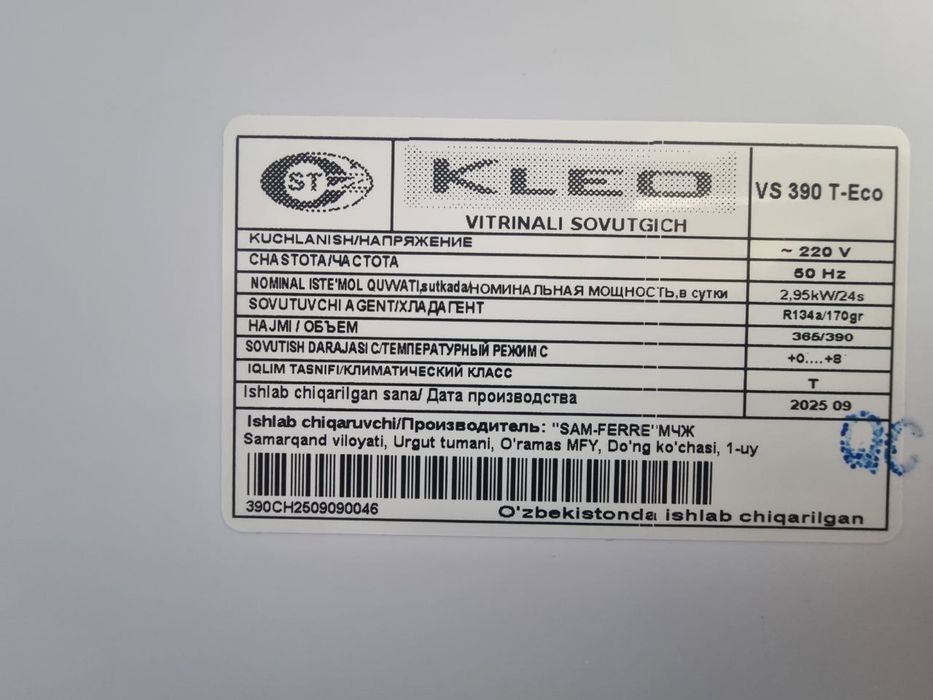 ST
KLEO
VITRINALI SOVUTGICH
VS 390 T-Eco
KUCHLANISH/НАПРЯЖЕНИЕ ~ 220 V
CHASTOTA/ЧАСТОТА 50 Hz
NOMINAL ISTE'MOL QUVVATI,sutkada/НОМИНАЛЬНАЯ МОЩНОСТЬ,в сутки 2,95kW/24s
SOVUTUVCHI AGENT/ХЛАДАГЕНТ R134a/170gr
HAJMI / ОБЪЕМ 365/390
SOVUTISH DARAJASI C/ТЕМПЕРАТУРНЫЙ РЕЖИМ С +0....+8
IQLIM TASNIFI/КЛИМАТИЧЕСКИЙ КЛАСС T
Ishlab chiqarilgan sana/ Дата производства 2025 09
Ishlab chiqaruvchi/Производитель: "SAM-FERRE"МЧЖ
Samarqand viloyati, Urgut tumani, O'ramas MFY, Do'ng ko'chasi, 1-uy
390CH2509090046
O'zbekistonda ishlab chiqarilgan
QC